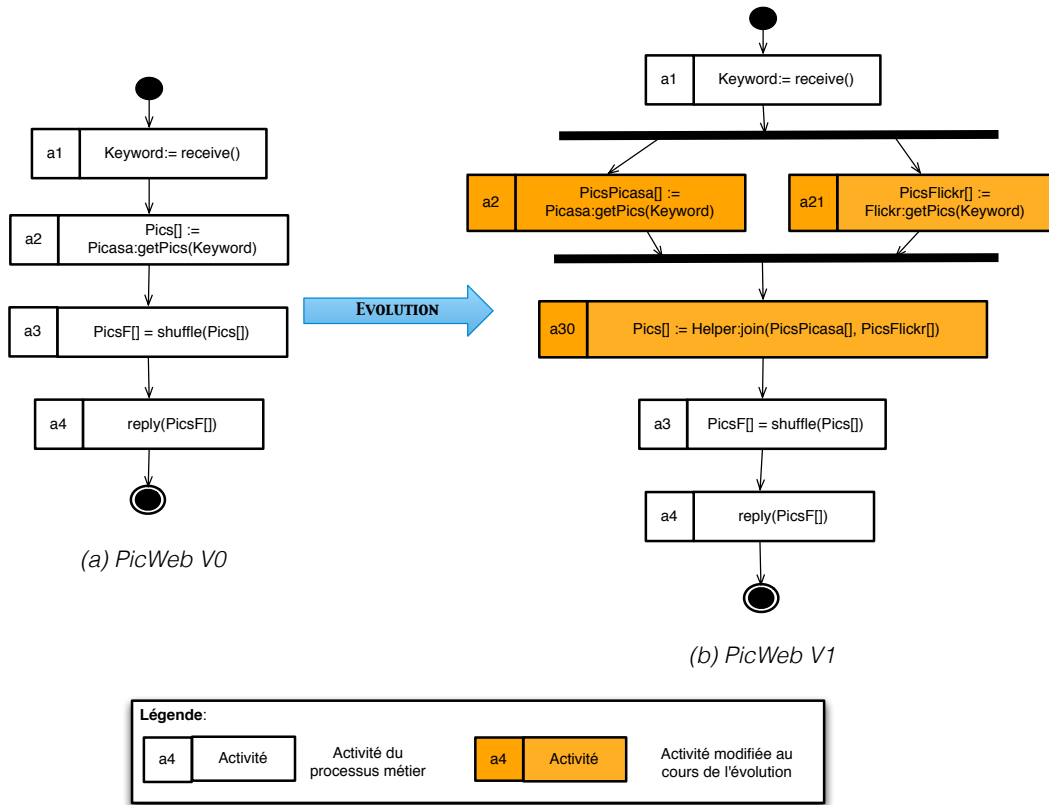 a1
Keyword:= receive()
a2
Pics[] :=
Picasa:getPics(Keyword)
a3
PicsF[] = shuffle(Pics[])
a4
reply(PicsF[])
(a) PicWeb V0
EVOLUTION
a1
Keyword:= receive()
a2
PicsPicasa[] :=
Picasa:getPics(Keyword)
a21
PicsFlickr[] :=
Flickr:getPics(Keyword)
a30
Pics[] := Helper:join(PicsPicasa[], PicsFlickr[])
a3
PicsF[] = shuffle(Pics[])
a4
reply(PicsF[])
(b) PicWeb V1
Légende:
a4
Activité
Activité du
processus métier
a4
Activité
Activité modifiée au
cours de l'évolution